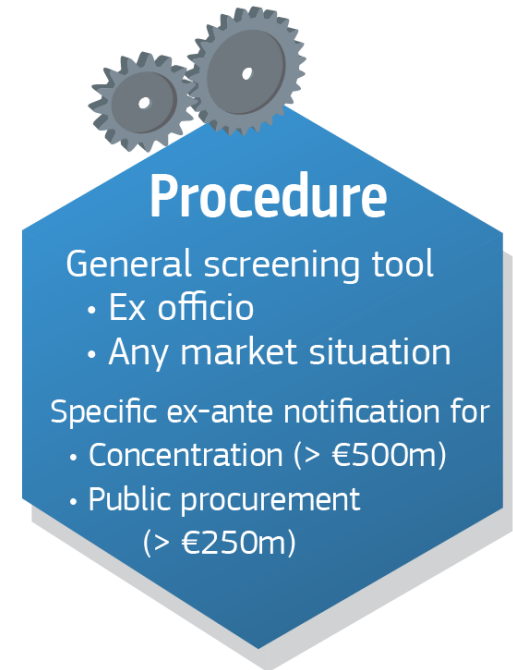 Procedure
General screening tool
• Ex officio
• Any market situation
Specific ex-ante notification for
• Concentration (> €500m)
• Public procurement
(> €250m)